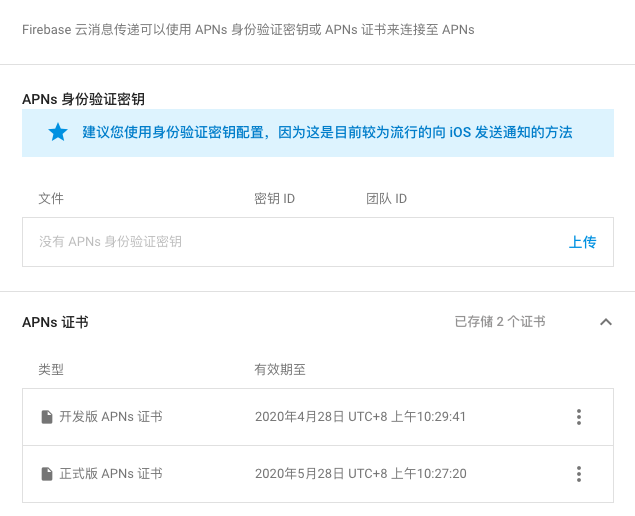 Firebase 云消息传递可以使用 APNs 身份验证密钥或 APNs 证书来连接至 APNs
APNs 身份验证密钥
建议您使用身份验证密钥配置，因为这是目前较为流行的向 iOS 发送通知的方法
文件 密钥 ID 团队 ID
没有 APNs 身份验证密钥 上传
APNs 证书 已存储 2 个证书
类型 有效期至
开发版 APNs 证书 2020年4月28日 UTC+8 上午10:29:41
正式版 APNs 证书 2020年5月28日 UTC+8 上午10:27:20